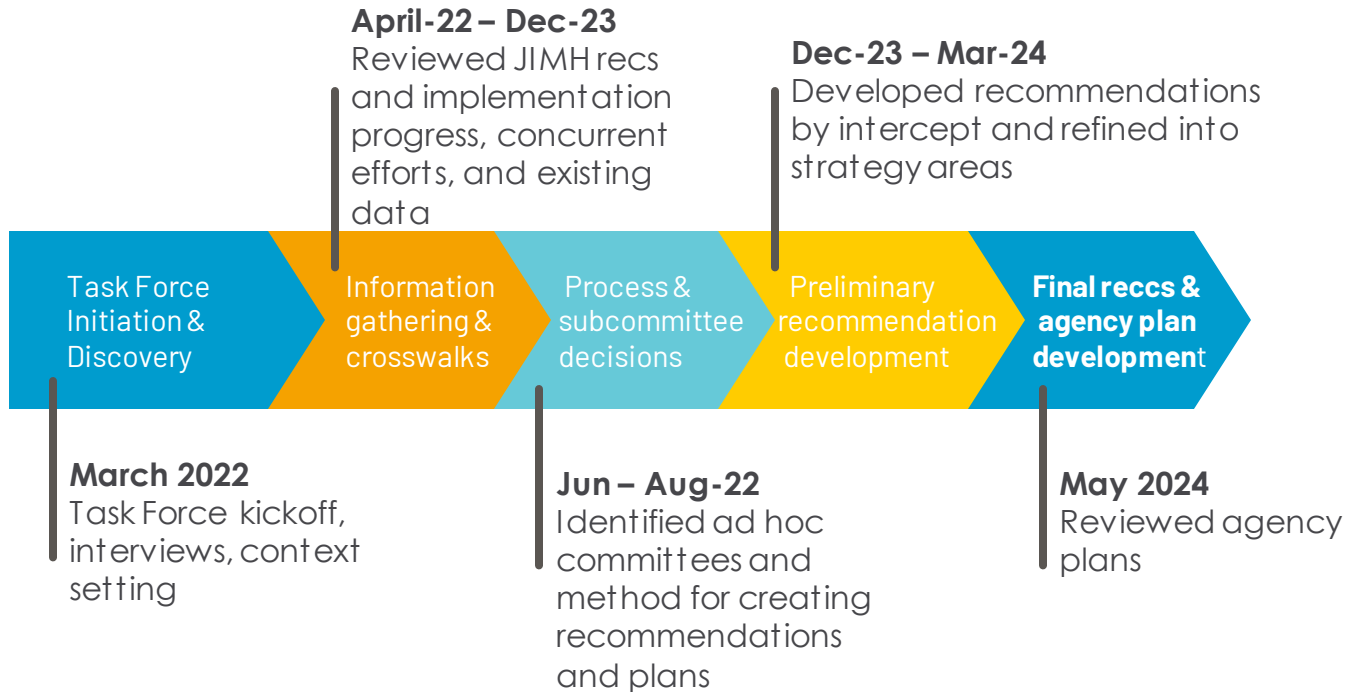 April-22 – Dec-23
Reviewed JIMH recs
and implementation
progress, concurrent
efforts, and existing
data
Dec-23 – Mar-24
Developed recommendations
by intercept and refined into
strategy areas
Task Force
Initiation &
Discovery
Information
gathering &
crosswalks
Process &
subcommittee
decisions
Preliminary
recommendation
development
Final reccs &
agency plan
development
March 2022
Task Force kickoff,
interviews, context
setting
Jun – Aug-22
Identified ad hoc
committees and
method for creating
recommendations
and plans
May 2024
Reviewed agency
plans